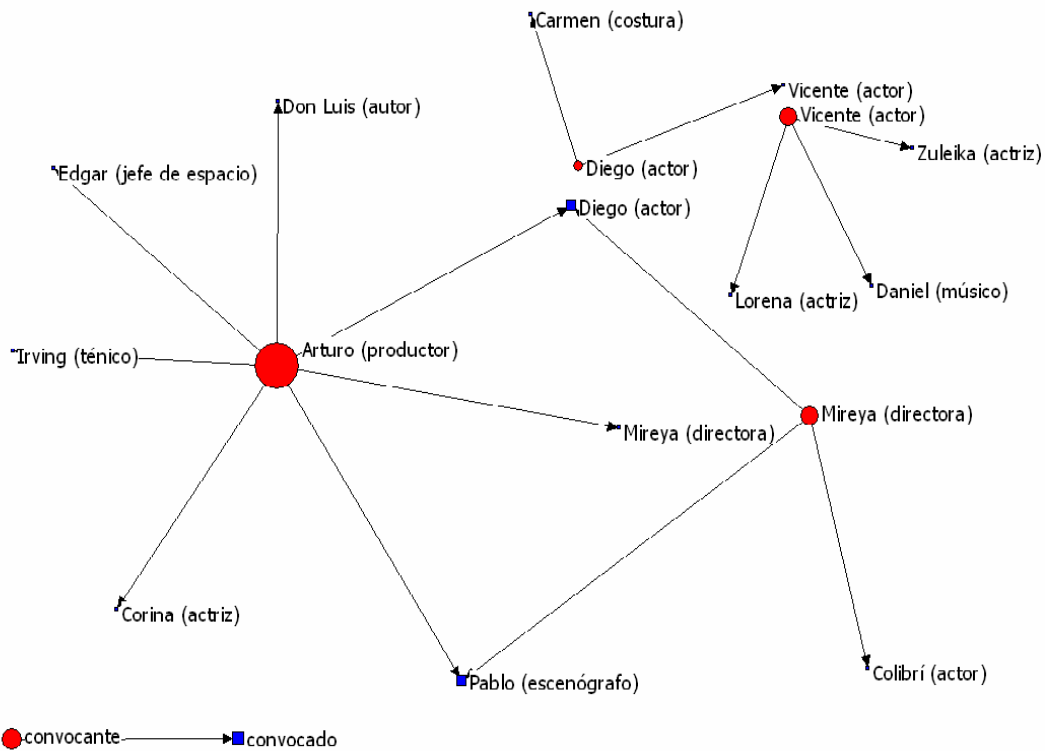 Carmen (costura)
Vicente (actor)
Don Luis (autor)
Vicente (actor)
Zuleika (actriz)
Edgar (jefe de espacio)
Diego (actor)
Diego (actor)
Daniel (músico)
Lorena (actriz)
Arturo (productor)
Irving (ténico)
Mireya (directora)
Mireya (directora)
Corina (actriz)
Colibrí (actor)
Pablo (escenógrafo)
convocante
convocado